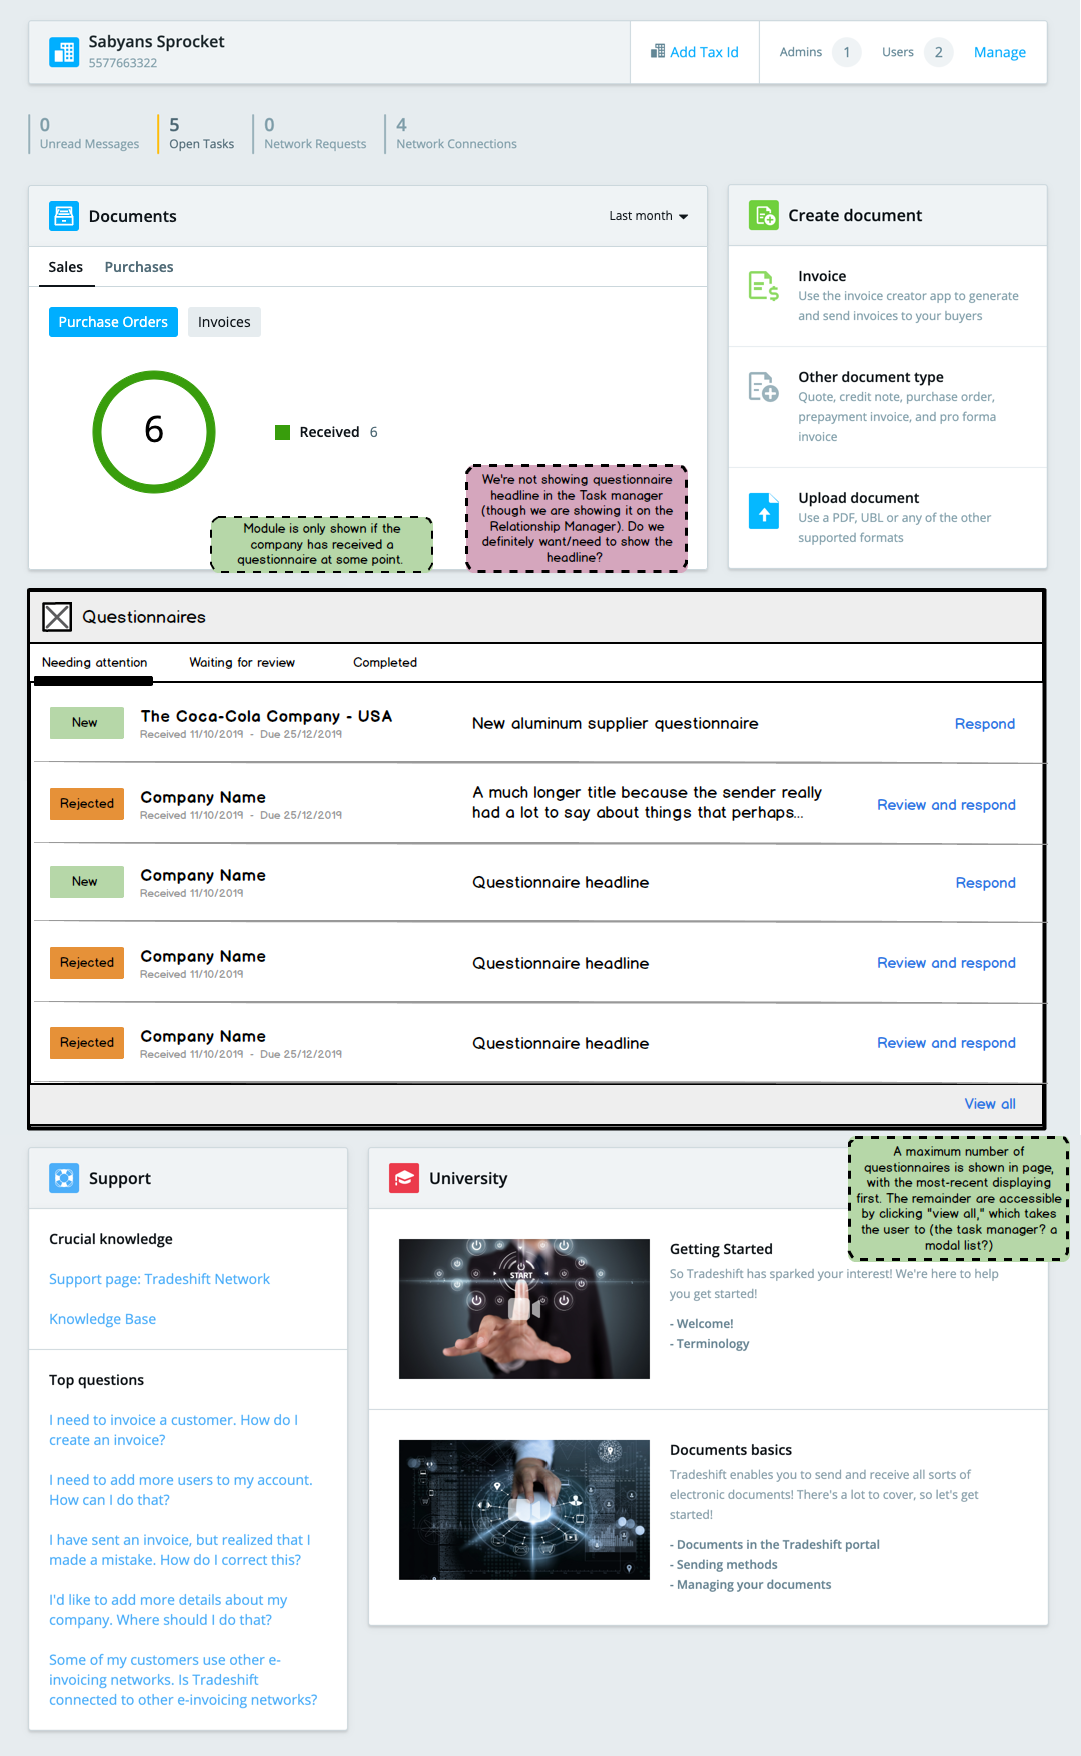 Sabyans Sprocket
5577663322
Add Tax Id
Admins 1 Users 2 Manage
0
Unread Messages
5
Open Tasks
0
Network Requests
4
Network Connections
Documents
Last month
Sales Purchases
Purchase Orders Invoices
6
Received 6
Module is only shown if the
company has received a
questionnaire at some point.
We're not showing questionnaire
headline in the Task manager
(though we are showing it on the
Relationship Manager). Do we
definitely want/need to show the
headline?
Create document
Invoice
Use the invoice creator app to generate
and send invoices to your buyers
Other document type
Quote, credit note, purchase order,
prepayment invoice, and pro forma
invoice
Upload document
Use a PDF, UBL or any of the other
supported formats
Questionnaires
Needing attention Waiting for review Completed
New
The Coca-Cola Company - USA
Received 11/10/2019 - Due 25/12/2019
New aluminum supplier questionnaire
Respond
Rejected
Company Name
Received 11/10/2019 - Due 25/12/2019
A much longer title because the sender really
had a lot to say about things that perhaps...
Review and respond
New
Company Name
Received 11/10/2019
Questionnaire headline
Respond
Rejected
Company Name
Received 11/10/2019
Questionnaire headline
Review and respond
Rejected
Company Name
Received 11/10/2019 - Due 25/12/2019
Questionnaire headline
Review and respond
View all
A maximum number of
questionnaires is shown in page,
with the most-recent displaying
first. The remainder are accessible
by clicking "view all," which takes
the user to (the task manager? a
modal list?)
Support
Crucial knowledge
Support page: Tradeshift Network
Knowledge Base
Top questions
I need to invoice a customer. How do I
create an invoice?
I need to add more users to my account.
How can I do that?
I have sent an invoice, but realized that I
made a mistake. How do I correct this?
I'd like to add more details about my
company. Where should I do that?
Some of my customers use other e-
invoicing networks. Is Tradeshift
connected to other e-invoicing networks?
University
START
Getting Started
So Tradeshift has sparked your interest! We're here to help
you get started!
- Welcome!
- Terminology
Documents basics
Tradeshift enables you to send and receive all sorts of
electronic documents! There's a lot to cover, so let's get
started!
- Documents in the Tradeshift portal
- Sending methods
- Managing your documents